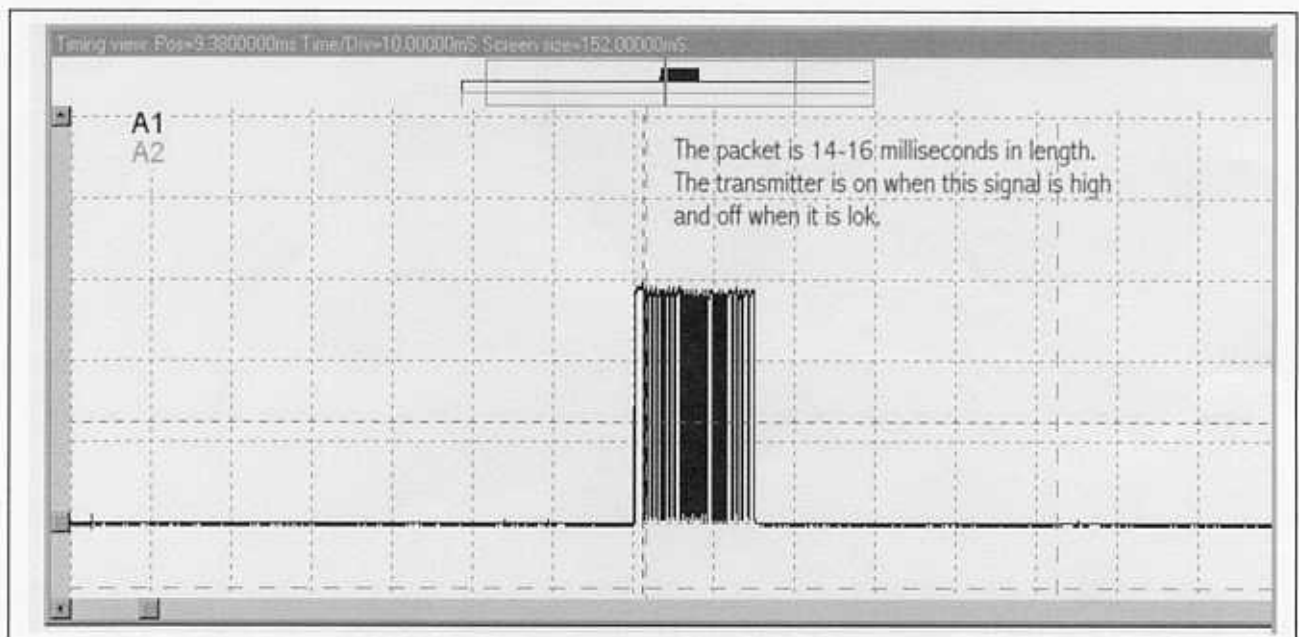 Timing view Pos=9.3800000ms Time/Div=10.00000mS Screen size=152.00000mS
A1
A2
The packet is 14-16 milliseconds in length.
The transmitter is on when this signal is high
and off when it is lok.